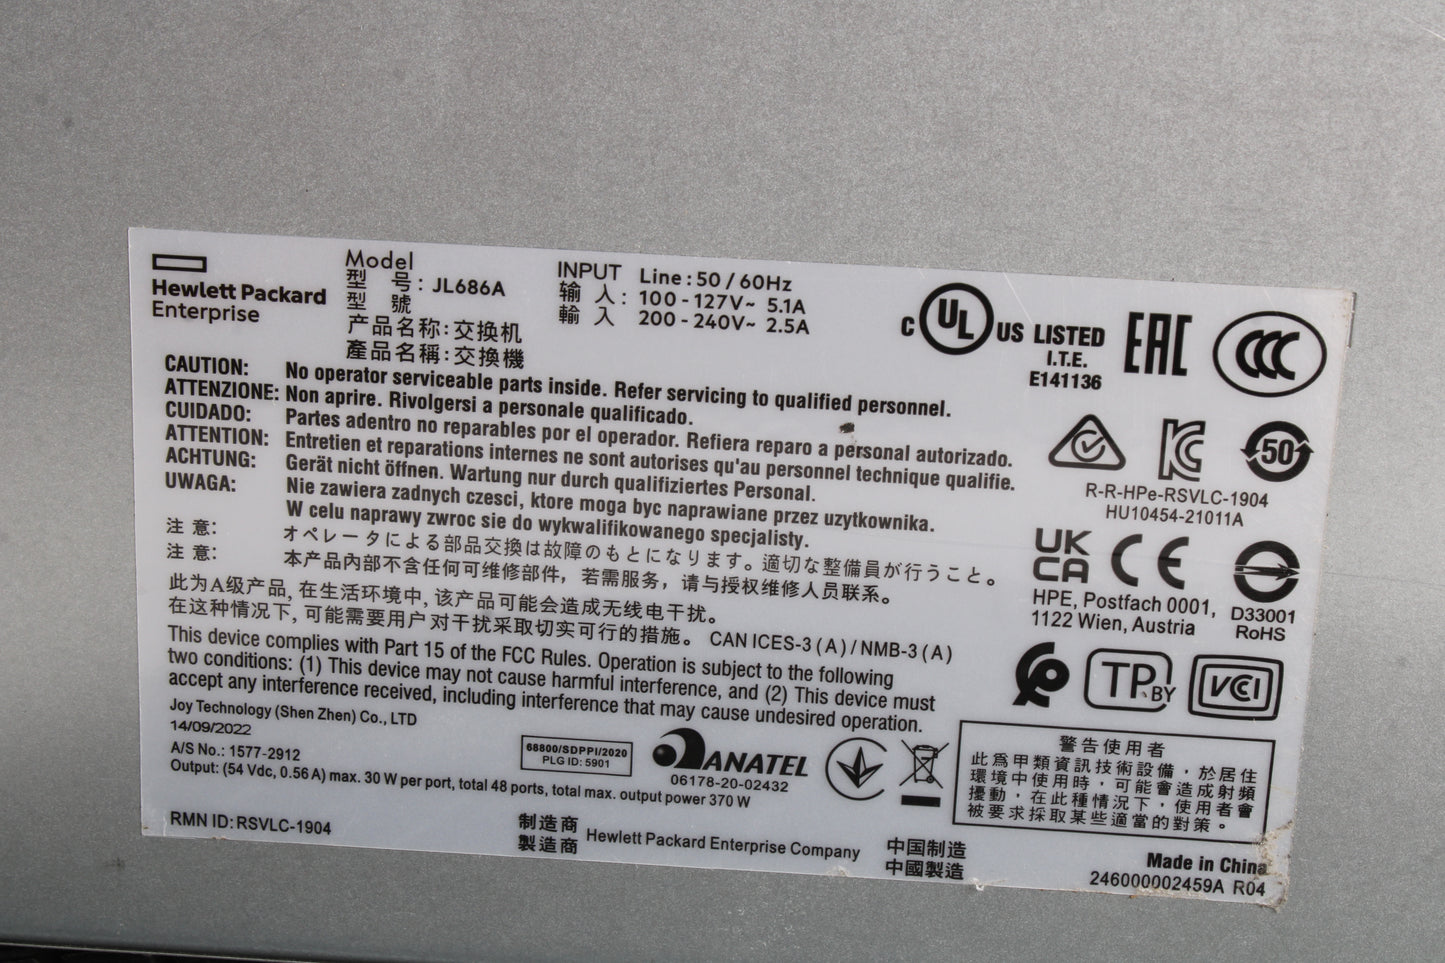 Hewlett Packard
Enterprise
Model
型 号: JL686A
型 號
产品名称:交换机
產品名稱:交換機
INPUT Line:50/60Hz
输 入: 100-127V~ 5.1A
輸 入 200-240V~ 2.5A
C UL US LISTED
I.T.E.
E141136
EAC
CCC
CAUTION: No operator serviceable parts inside. Refer servicing to qualified personnel.
ATTENZIONE: Non aprire. Rivolgersi a personale qualificado.
CUIDADO: Partes adentro no reparables por el operador. Refiera reparo a personal autorizado.
ATTENTION: Entretien et reparations internes ne sont autorises qu'au personnel technique qualifie.
ACHTUNG: Gerät nicht öffnen. Wartung nur durch qualifiziertes Personal.
UWAGA: Nie zawiera zadnych czesci, ktore moga byc naprawiane przez uzytkownika.
W celu naprawy zwroc sie do wykwalifikowanego specjalisty.
注 意: オペレータによる部品交換は故障のもとになります。適切な整備員が行うこと。
注 意: 本产品内部不含任何可维修部件，若需服务，请与授权维修人员联系。
此为A级产品, 在生活环境中, 该产品可能会造成无线电干扰。
在这种情况下, 可能需要用户对干扰采取切实可行的措施。 CAN ICES-3(A)/NMB-3(A)
This device complies with Part 15 of the FCC Rules. Operation is subject to the following
two conditions: (1) This device may not cause harmful interference, and (2) This device must
accept any interference received, including interference that may cause undesired operation.
50
R-R-HPe-RSVLC-1904
HU10454-21011A
UK
CA
CE
HPE, Postfach 0001,
1122 Wien, Austria
D33001
RoHS
TP
BY
VCCI
Joy Technology (Shen Zhen) Co., LTD
14/09/2022
A/S No.: 1577-2912
Output: (54 Vdc, 0.56 A) max. 30 W per port, total 48 ports, total max. output power 370 W
68800/SDPPI/2020
PLG ID: 5901
ANATEL
06178-20-02432
警告使用者
此為甲類資訊技術設備，於居住
環境中使用時，可能會造成射頻
擾動，在此種情況下，使用者會
被要求採取某些適當的對策。
RMN ID: RSVLC-1904
制造商
製造商
Hewlett Packard Enterprise Company
中国制造
中國製造
Made in China
246000002459A R04